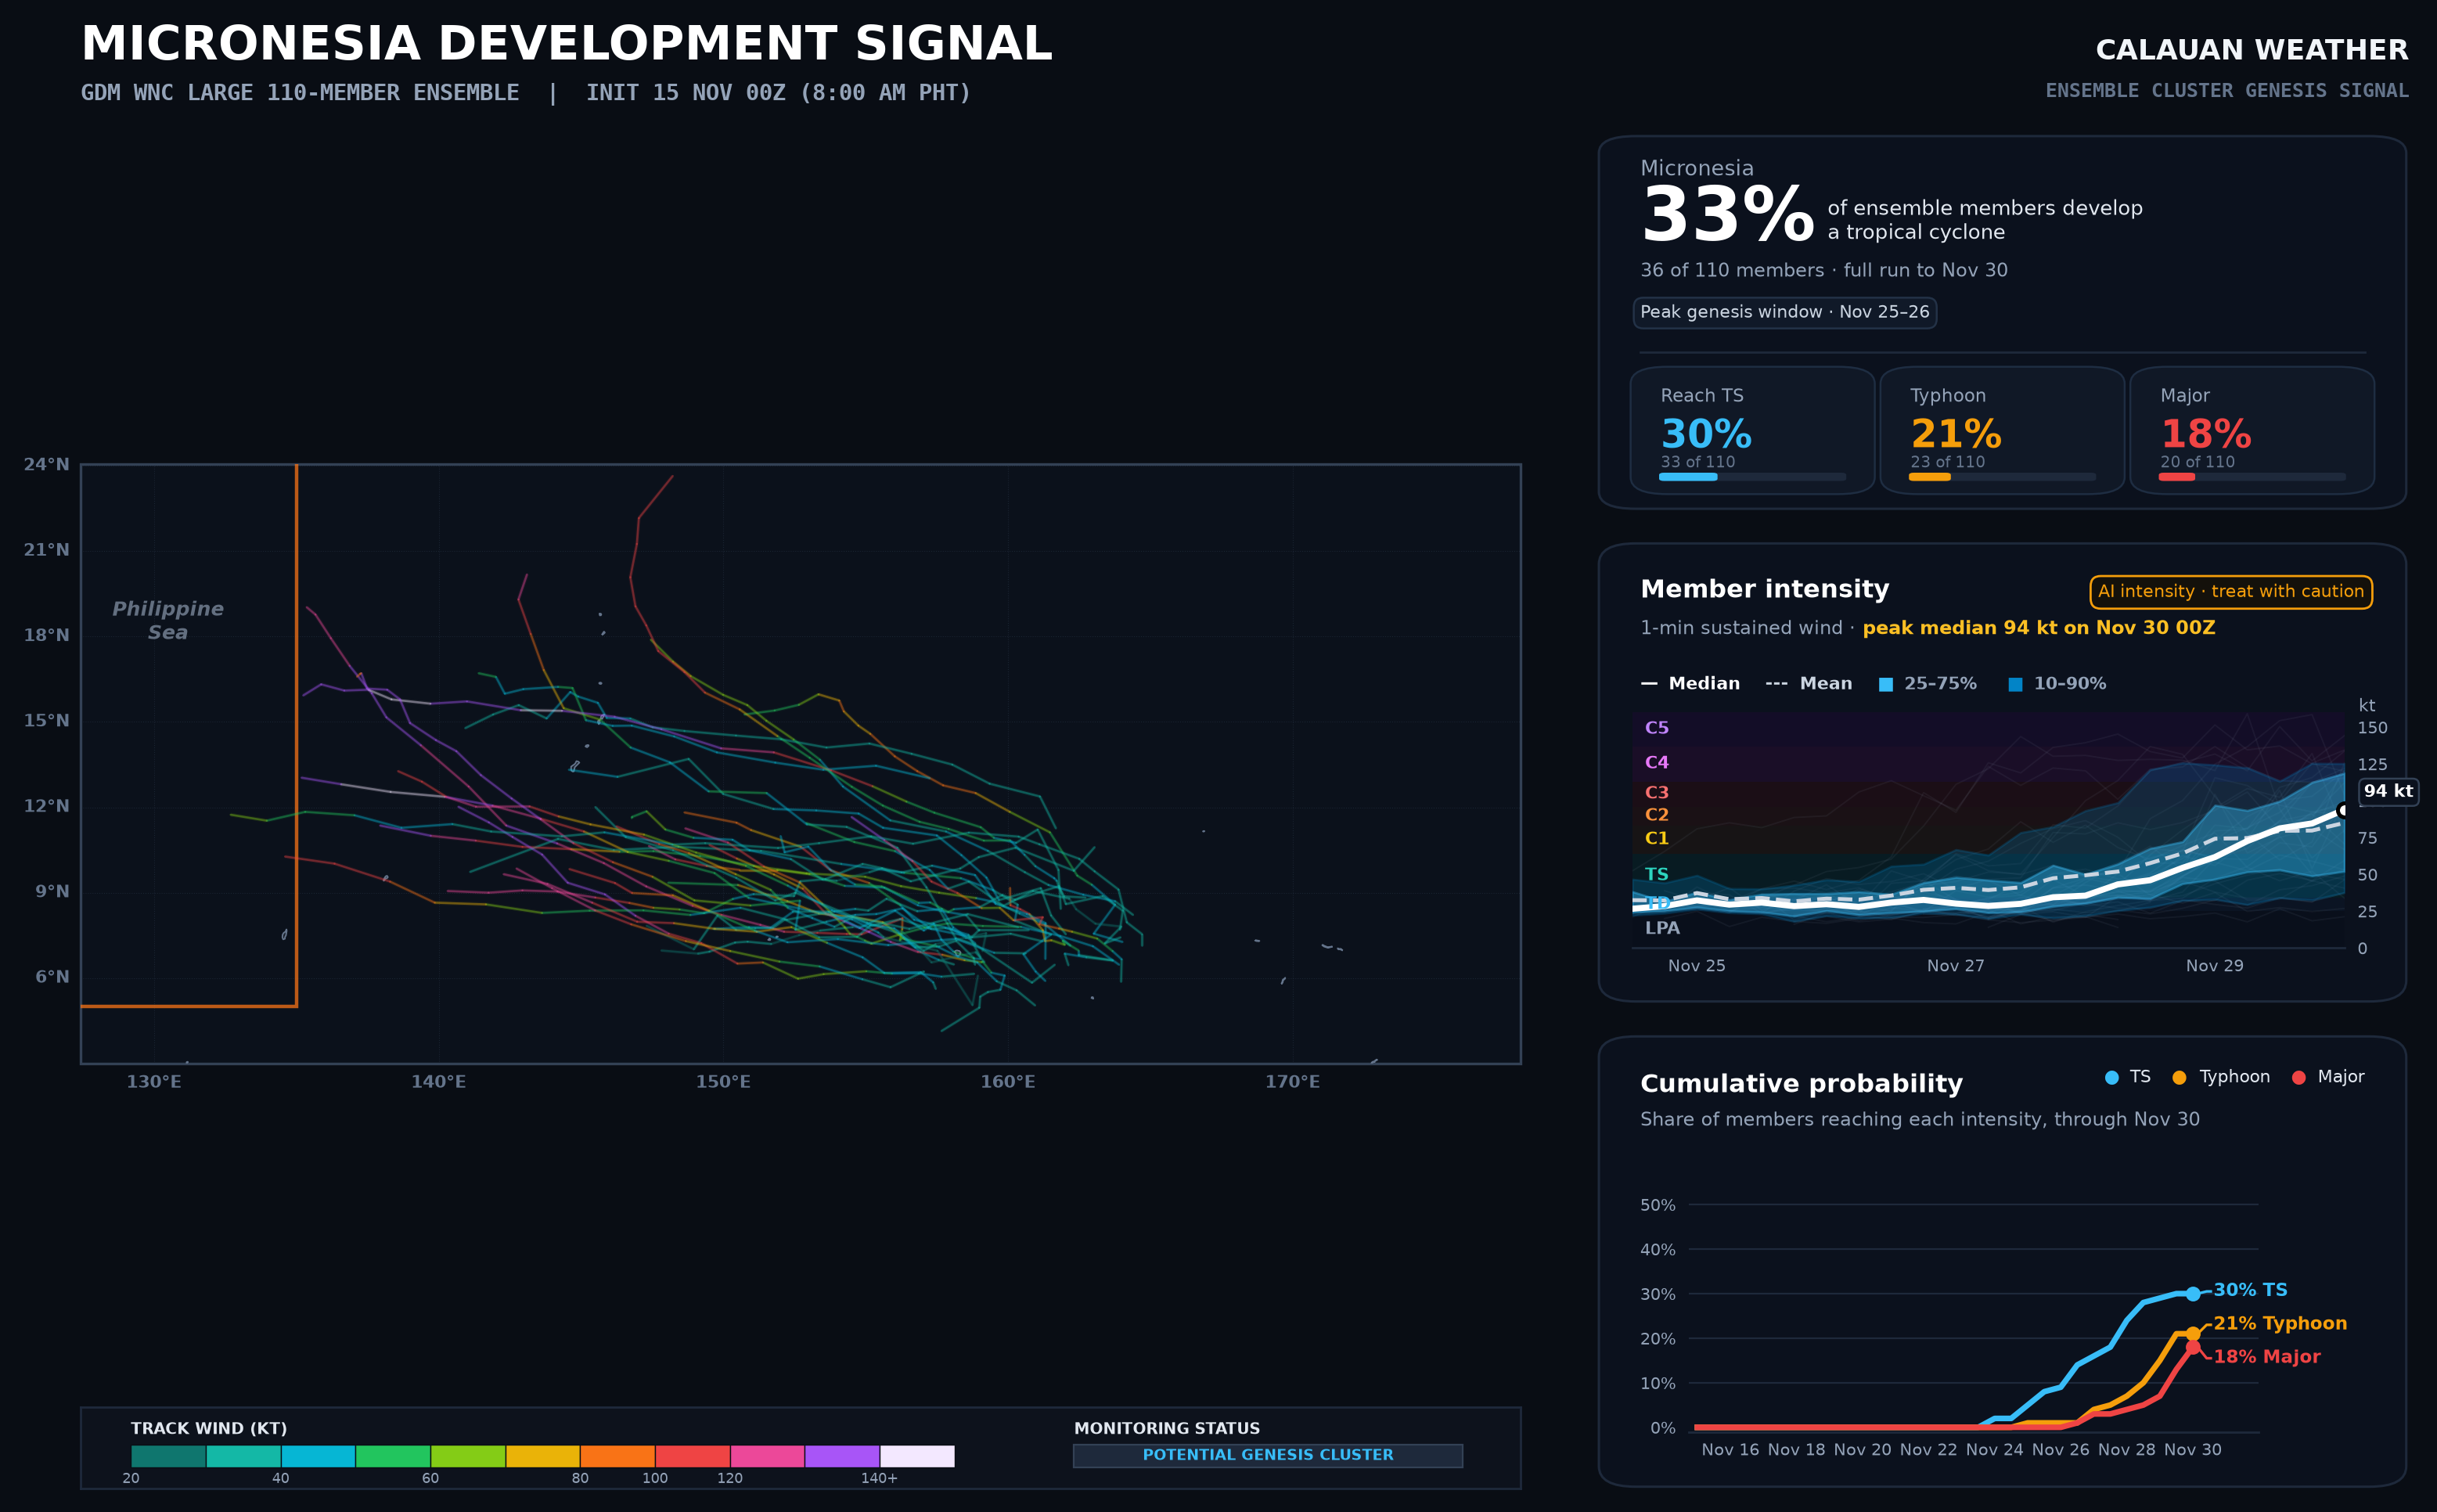 MICRONESIA DEVELOPMENT SIGNAL
GDM WNC LARGE 110-MEMBER ENSEMBLE | INIT 15 NOV 00Z (8:00 AM PHT)
CALAUAN WEATHER
ENSEMBLE CLUSTER GENESIS SIGNAL
24°N
21°N
18°N
15°N
12°N
9°N
6°N
Philippine
Sea
130°E 140°E 150°E 160°E 170°E
TRACK WIND (KT)
20 40 60 80 100 120 140+
MONITORING STATUS
POTENTIAL GENESIS CLUSTER
Micronesia
33% of ensemble members develop
a tropical cyclone
36 of 110 members · full run to Nov 30
Peak genesis window · Nov 25–26
Reach TS
30%
33 of 110
Typhoon
21%
23 of 110
Major
18%
20 of 110
Member intensity
AI intensity · treat with caution
1-min sustained wind · peak median 94 kt on Nov 30 00Z
Median Mean 25–75% 10–90%
kt
C5
C4
C3
C2
C1
TS
TD
LPA
150
125
94 kt
75
50
25
0
Nov 25 Nov 27 Nov 29
Cumulative probability
TS Typhoon Major
Share of members reaching each intensity, through Nov 30
50%
40%
30%
20%
10%
0%
30% TS
21% Typhoon
18% Major
Nov 16 Nov 18 Nov 20 Nov 22 Nov 24 Nov 26 Nov 28 Nov 30